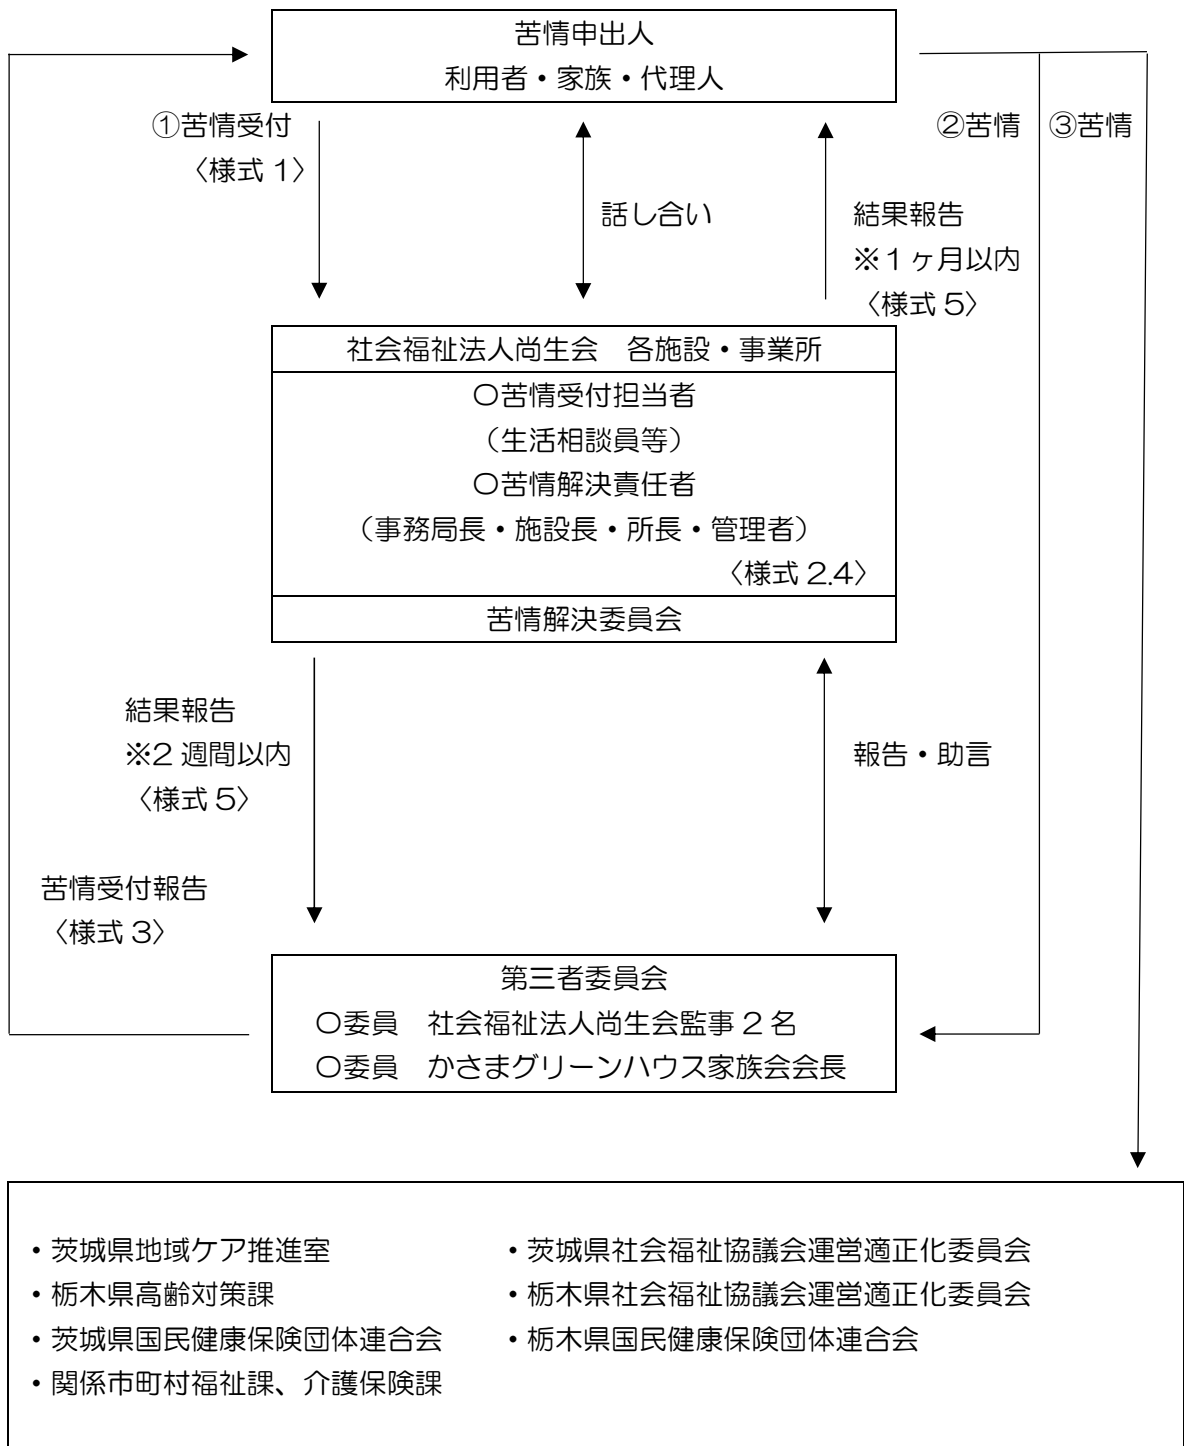 苦情申出人
利用者・家族・代理人
①苦情受付
〈様式 1〉
②苦情
③苦情
話し合い
結果報告
※1ヶ月以内
〈様式 5〉
社会福祉法人尚生会　各施設・事業所
〇苦情受付担当者
（生活相談員等）
〇苦情解決責任者
（事務局長・施設長・所長・管理者）
〈様式 2.4〉
苦情解決委員会
結果報告
※2 週間以内
〈様式 5〉
報告・助言
苦情受付報告
〈様式 3〉
第三者委員会
〇委員　社会福祉法人尚生会監事 2 名
〇委員　かさまグリーンハウス家族会会長
・茨城県地域ケア推進室
・茨城県社会福祉協議会運営適正化委員会
・栃木県高齢対策課
・栃木県社会福祉協議会運営適正化委員会
・茨城県国民健康保険団体連合会
・栃木県国民健康保険団体連合会
・関係市町村福祉課、介護保険課